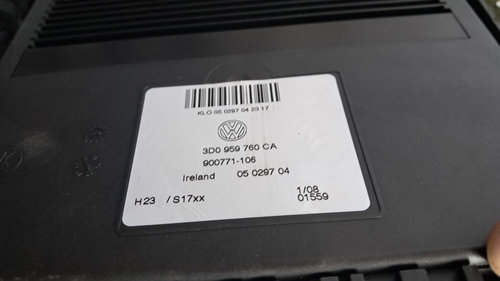 KLO 05 0297 04 23 17
3D0 959 760 CA
900771-106
Ireland 05 0297 04
H23 / S17xx 1/08
01559